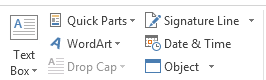 Text
Box
Quick Parts
WordArt
Drop Cap
Signature Line
Date & Time
Object